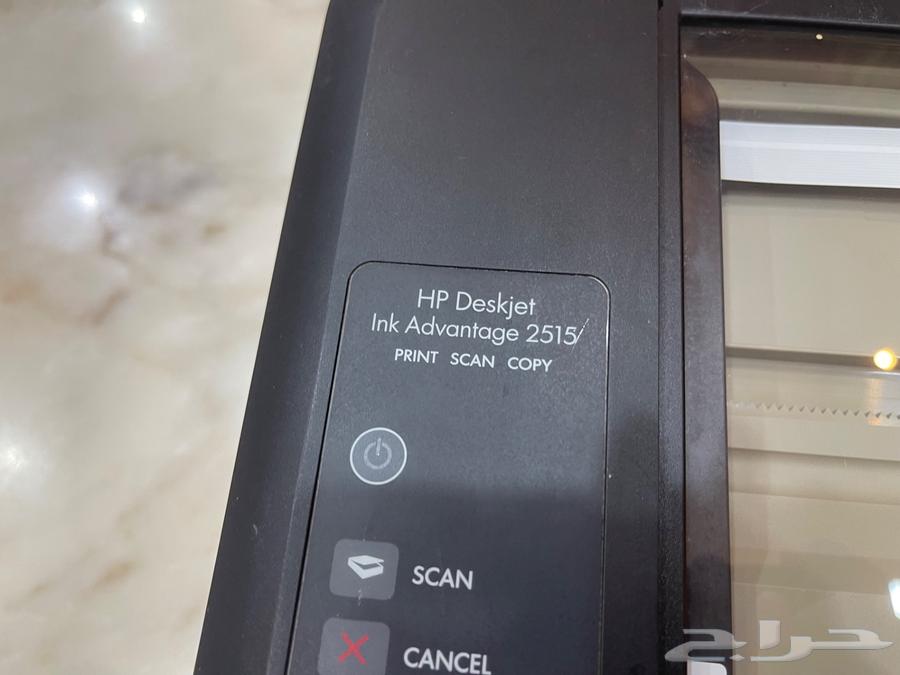 HP Deskjet
Ink Advantage 2515
PRINT SCAN COPY
SCAN
CANCEL
حراج